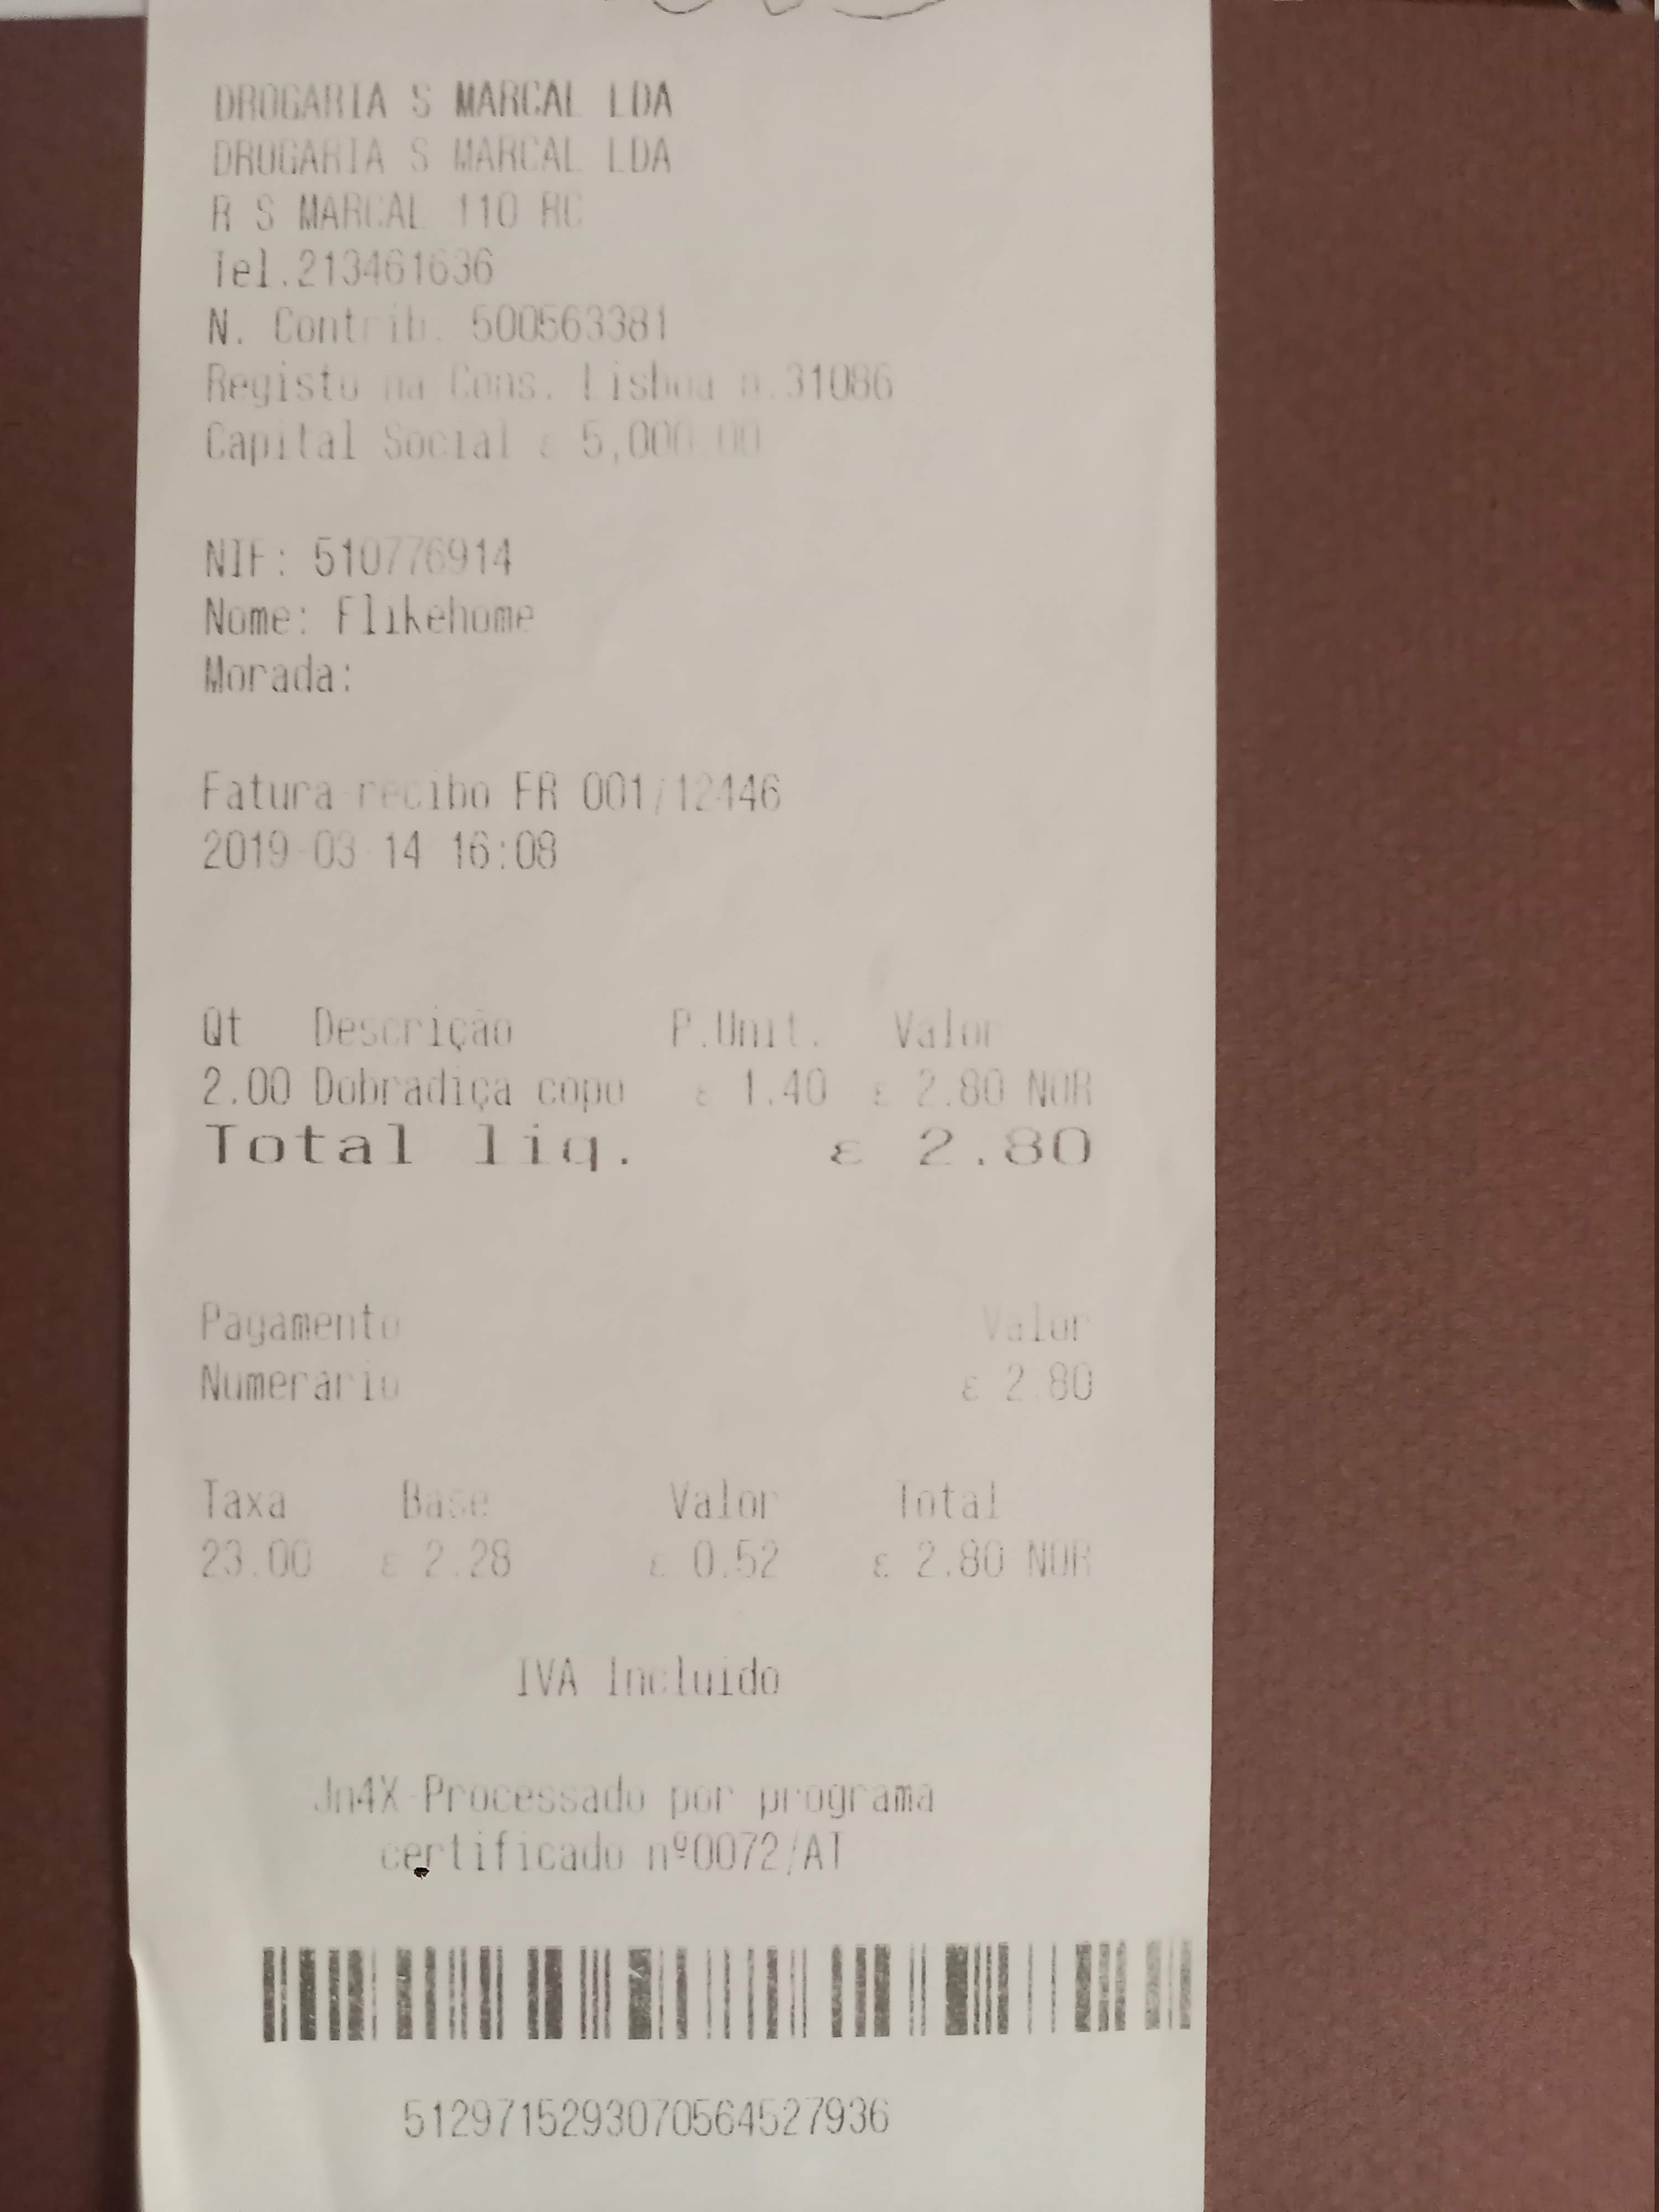 DROGARIA S MARCAL LDA
DROGARIA S MARCAL LDA
R S MARCAL 110 RC
Tel.213461636
N. Contrib. 500563381
Registo na Cons. Lisboa n.31086
Capital Social € 5,000.00
NIF: 510776914
Nome: Flikehome
Morada:
Fatura-recibo FR 001/12446
2019-03-14 16:08
Qt Descrição P.Unit. Valor
2.00 Dobradiça copo € 1.40 € 2.80 NOR
Total liq. € 2.80
Pagamento Valor
Numerario € 2.80
Taxa Base Valor Total
23.00 € 2.28 € 0.52 € 2.80 NOR
IVA Incluido
Jn4X-Processado por programa
certificado nº0072/AT
5129715293070564527936